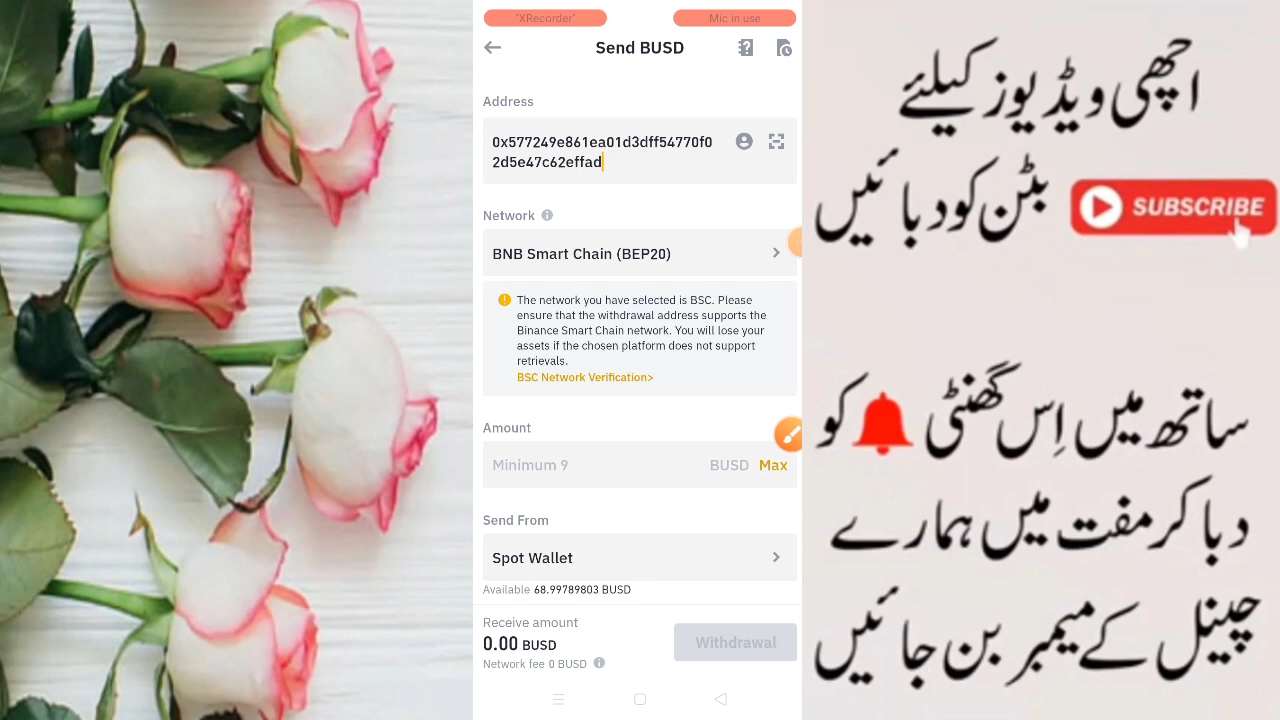 "XRecorder"
Mic in use
Send BUSD
Address
0x577249e861ea01d3dff54770f0
2d5e47c62effad
Network
BNB Smart Chain (BEP20)
The network you have selected is BSC. Please
ensure that the withdrawal address supports the
Binance Smart Chain network. You will lose your
assets if the chosen platform does not support
retrievals.
BSC Network Verification>
Amount
Minimum 9 BUSD Max
Send From
Spot Wallet
Available 68.99789803 BUSD
Receive amount
0.00 BUSD
Network fee 0 BUSD
Withdrawal
اچھی ویڈیوز کیلئے
بٹن کو دبائیں
SUBSCRIBE
ساتھ میں اِس گھنٹی کو
دبا کر مفت میں ہمارے
چینل کے میمبر بن جائیں